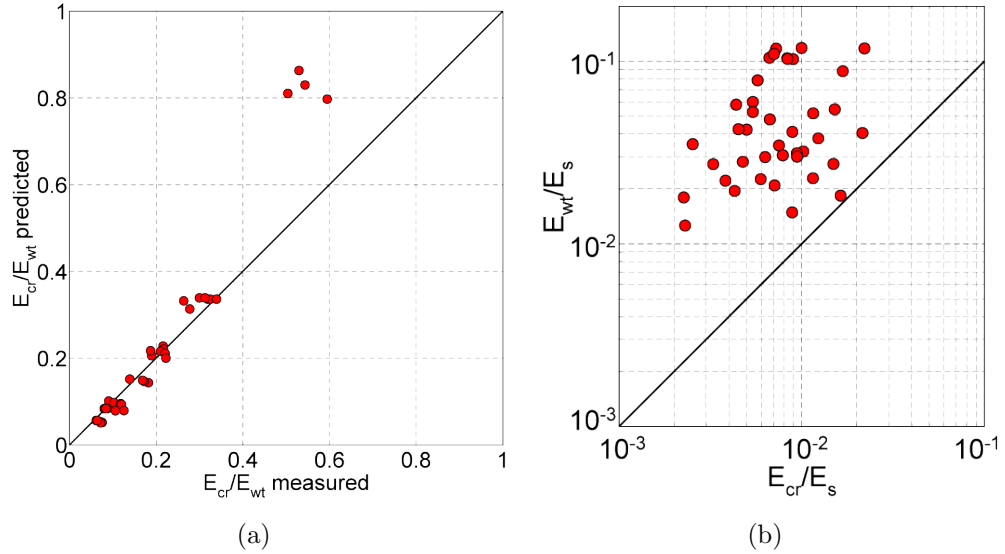 1
0.8
0.6
0.4
0.2
0
0 0.2 0.4 0.6 0.8 1
E_cr/E_wt predicted
E_cr/E_wt measured
(a)
10^-1
10^-2
10^-3
10^-3 10^-2 10^-1
E_wt/E_s
E_cr/E_s
(b)